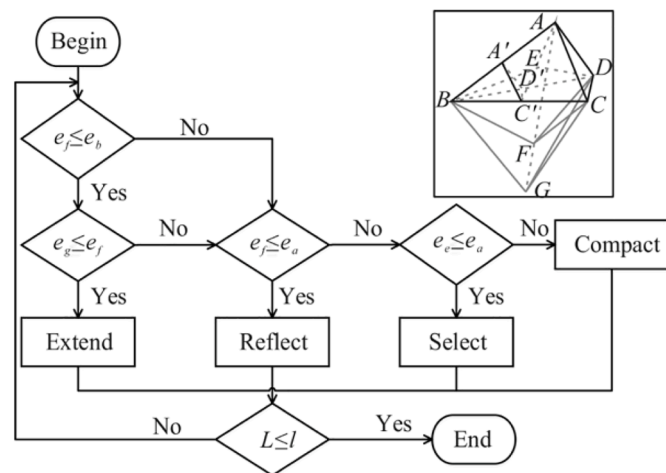 Begin
e_f≤e_b
No
Yes
e_g≤e_f
No
e_f≤e_a
No
e_e≤e_a
No
Compact
Yes
Yes
Yes
Extend
Reflect
Select
No
L≤l
Yes
End
A
A'
E
D
D'
B
C'
C
F
G